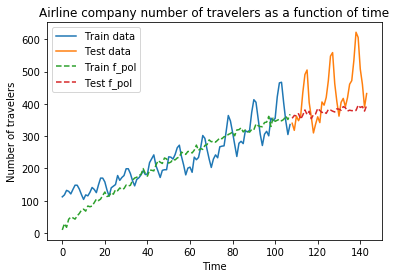 Airline company number of travelers as a function of time
Train data
Test data
Train f_pol
Test f_pol
Number of travelers
600
500
400
300
200
100
0
0
20
40
60
80
100
120
140
Time